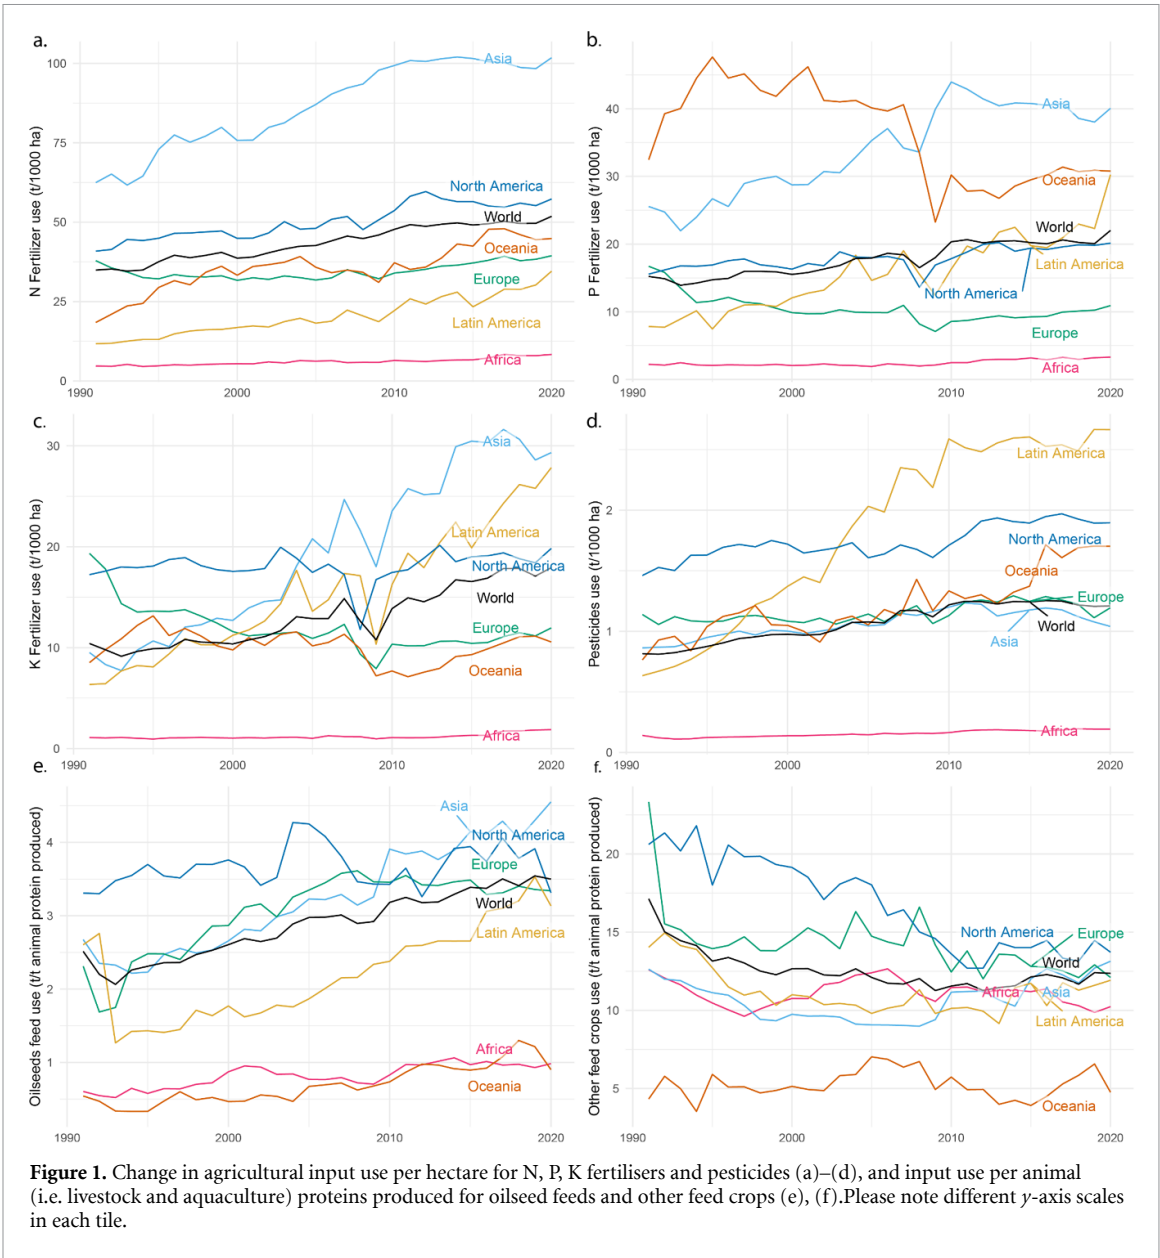 a.
N Fertilizer use (t/1000 ha)
100
75
50
25
0
1990
2000
2010
2020
Asia
North America
World
Oceania
Europe
Latin America
Africa
b.
P Fertilizer use (t/1000 ha)
40
30
20
10
0
1990
2000
2010
2020
Asia
Oceania
World
Latin America
North America
Europe
Africa
c.
K Fertilizer use (t/1000 ha)
30
20
10
0
1990
2000
2010
2020
Asia
Latin America
North America
World
Europe
Oceania
Africa
d.
Pesticides use (t/1000 ha)
2
1
0
1990
2000
2010
2020
Latin America
North America
Oceania
Europe
World
Asia
Africa
e.
Oilseeds feed use (t/t animal protein produced)
4
3
2
1
1990
2000
2010
2020
Asia
North America
Europe
World
Latin America
Africa
Oceania
f.
Other feed crops use (t/t animal protein produced)
20
15
10
5
1990
2000
2010
2020
North America
Europe
World
Africa
Asia
Latin America
Oceania
Figure 1. Change in agricultural input use per hectare for N, P, K fertilisers and pesticides (a)–(d), and input use per animal
(i.e. livestock and aquaculture) proteins produced for oilseed feeds and other feed crops (e), (f).Please note different y-axis scales
in each tile.